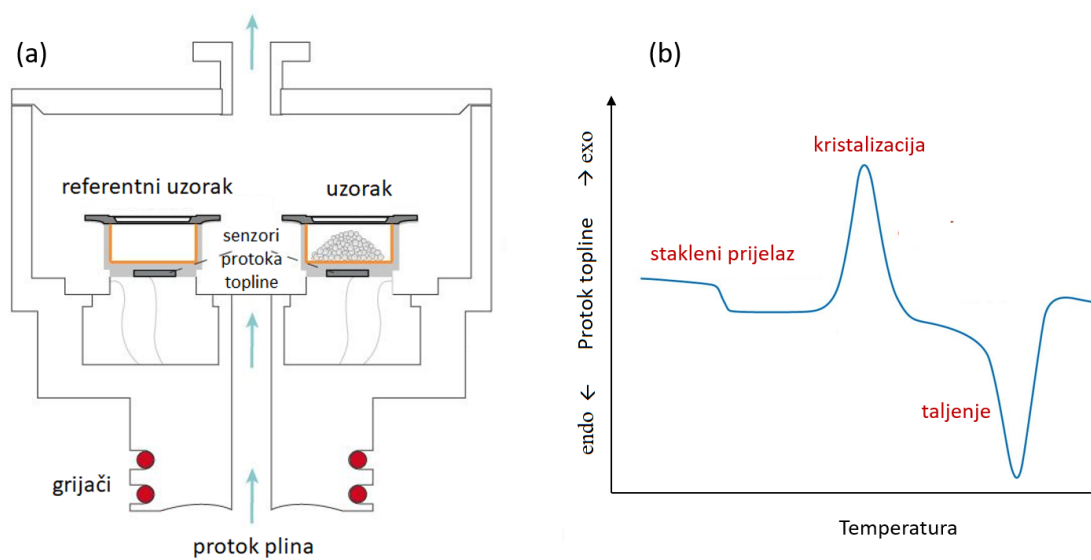 (a)
referentni uzorak
uzorak
senzori
protoka
topline
grijači
protok plina
(b)
kristalizacija
stakleni prijelaz
taljenje
endo ← Protok topline → exo
Temperatura